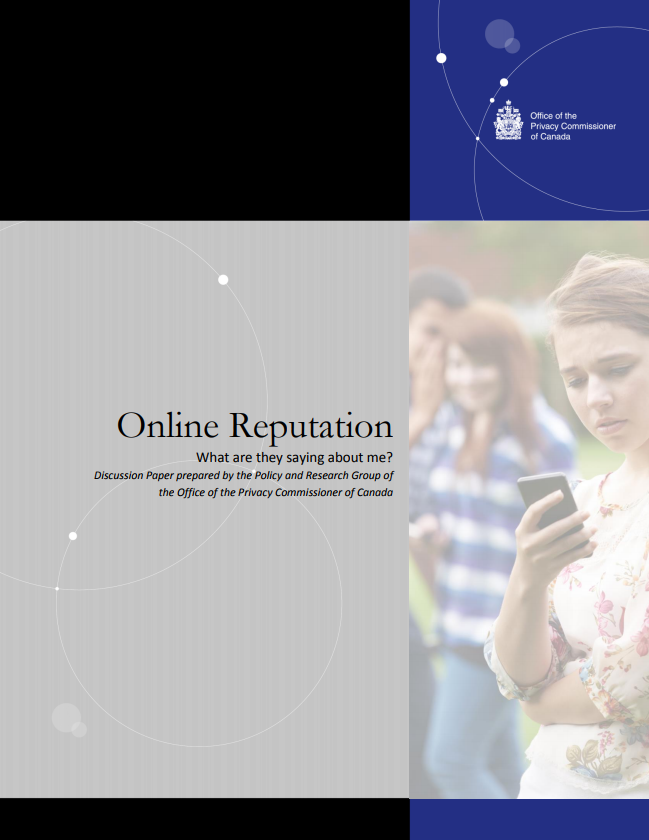 Office of the
Privacy Commissioner
of Canada
Online Reputation
What are they saying about me?
Discussion Paper prepared by the Policy and Research Group of
the Office of the Privacy Commissioner of Canada